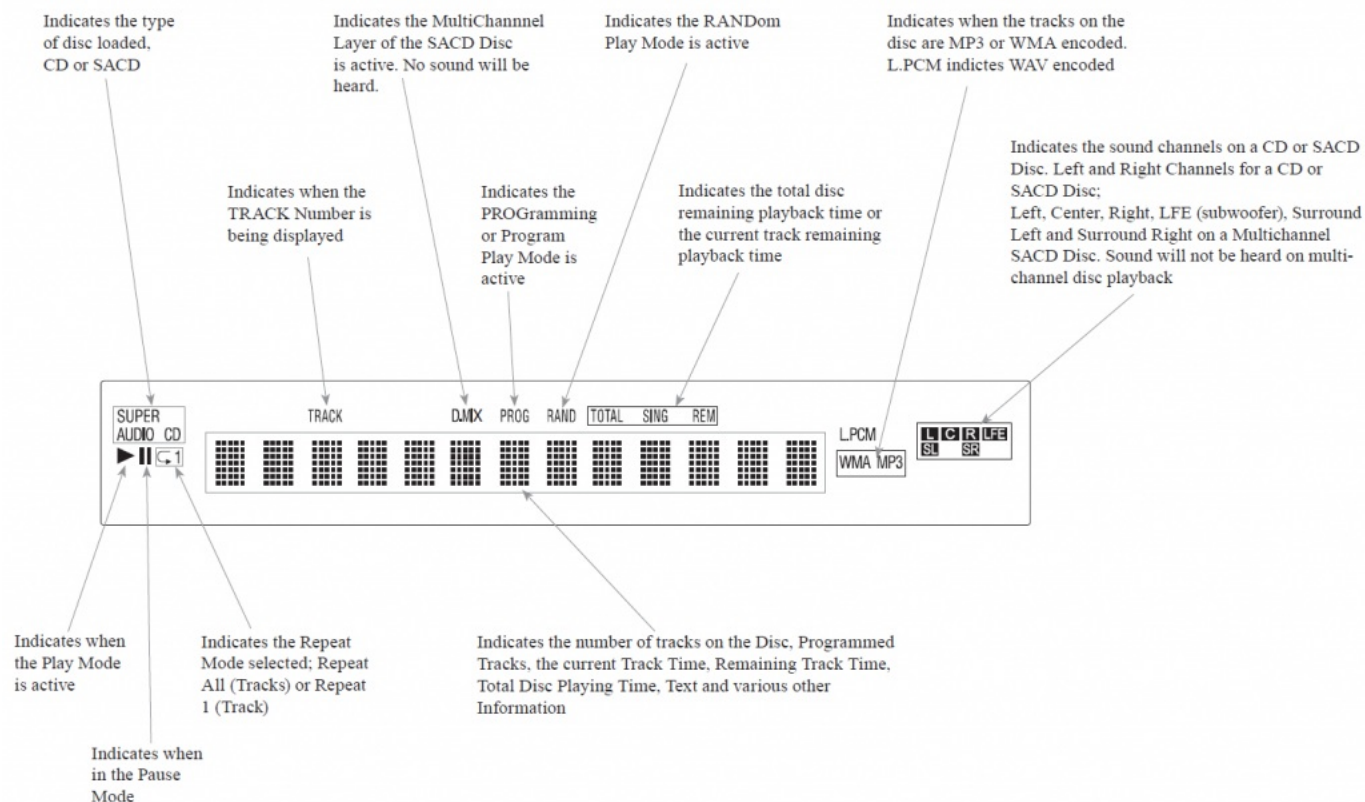 Indicates the type
of disc loaded,
CD or SACD
Indicates the MultiChannnel
Layer of the SACD Disc
is active. No sound will be
heard.
Indicates the RANDom
Play Mode is active
Indicates when the tracks on the
disc are MP3 or WMA encoded.
L.PCM indictes WAV encoded
Indicates the sound channels on a CD or SACD
Disc. Left and Right Channels for a CD or
SACD Disc;
Left, Center, Right, LFE (subwoofer), Surround
Left and Surround Right on a Multichannel
SACD Disc. Sound will not be heard on multi-
channel disc playback
Indicates when the
TRACK Number is
being displayed
Indicates the
PROGramming
or Program
Play Mode is
active
Indicates the total disc
remaining playback time or
the current track remaining
playback time
SUPER
AUDIO CD
1
TRACK D.MIX PROG RAND TOTAL SING REM
L.PCM
WMA MP3
L C R LFE
SL SR
Indicates when
the Play Mode
is active
Indicates the Repeat
Mode selected; Repeat
All (Tracks) or Repeat
1 (Track)
Indicates the number of tracks on the Disc, Programmed
Tracks, the current Track Time, Remaining Track Time,
Total Disc Playing Time, Text and various other
Information
Indicates when
in the Pause
Mode